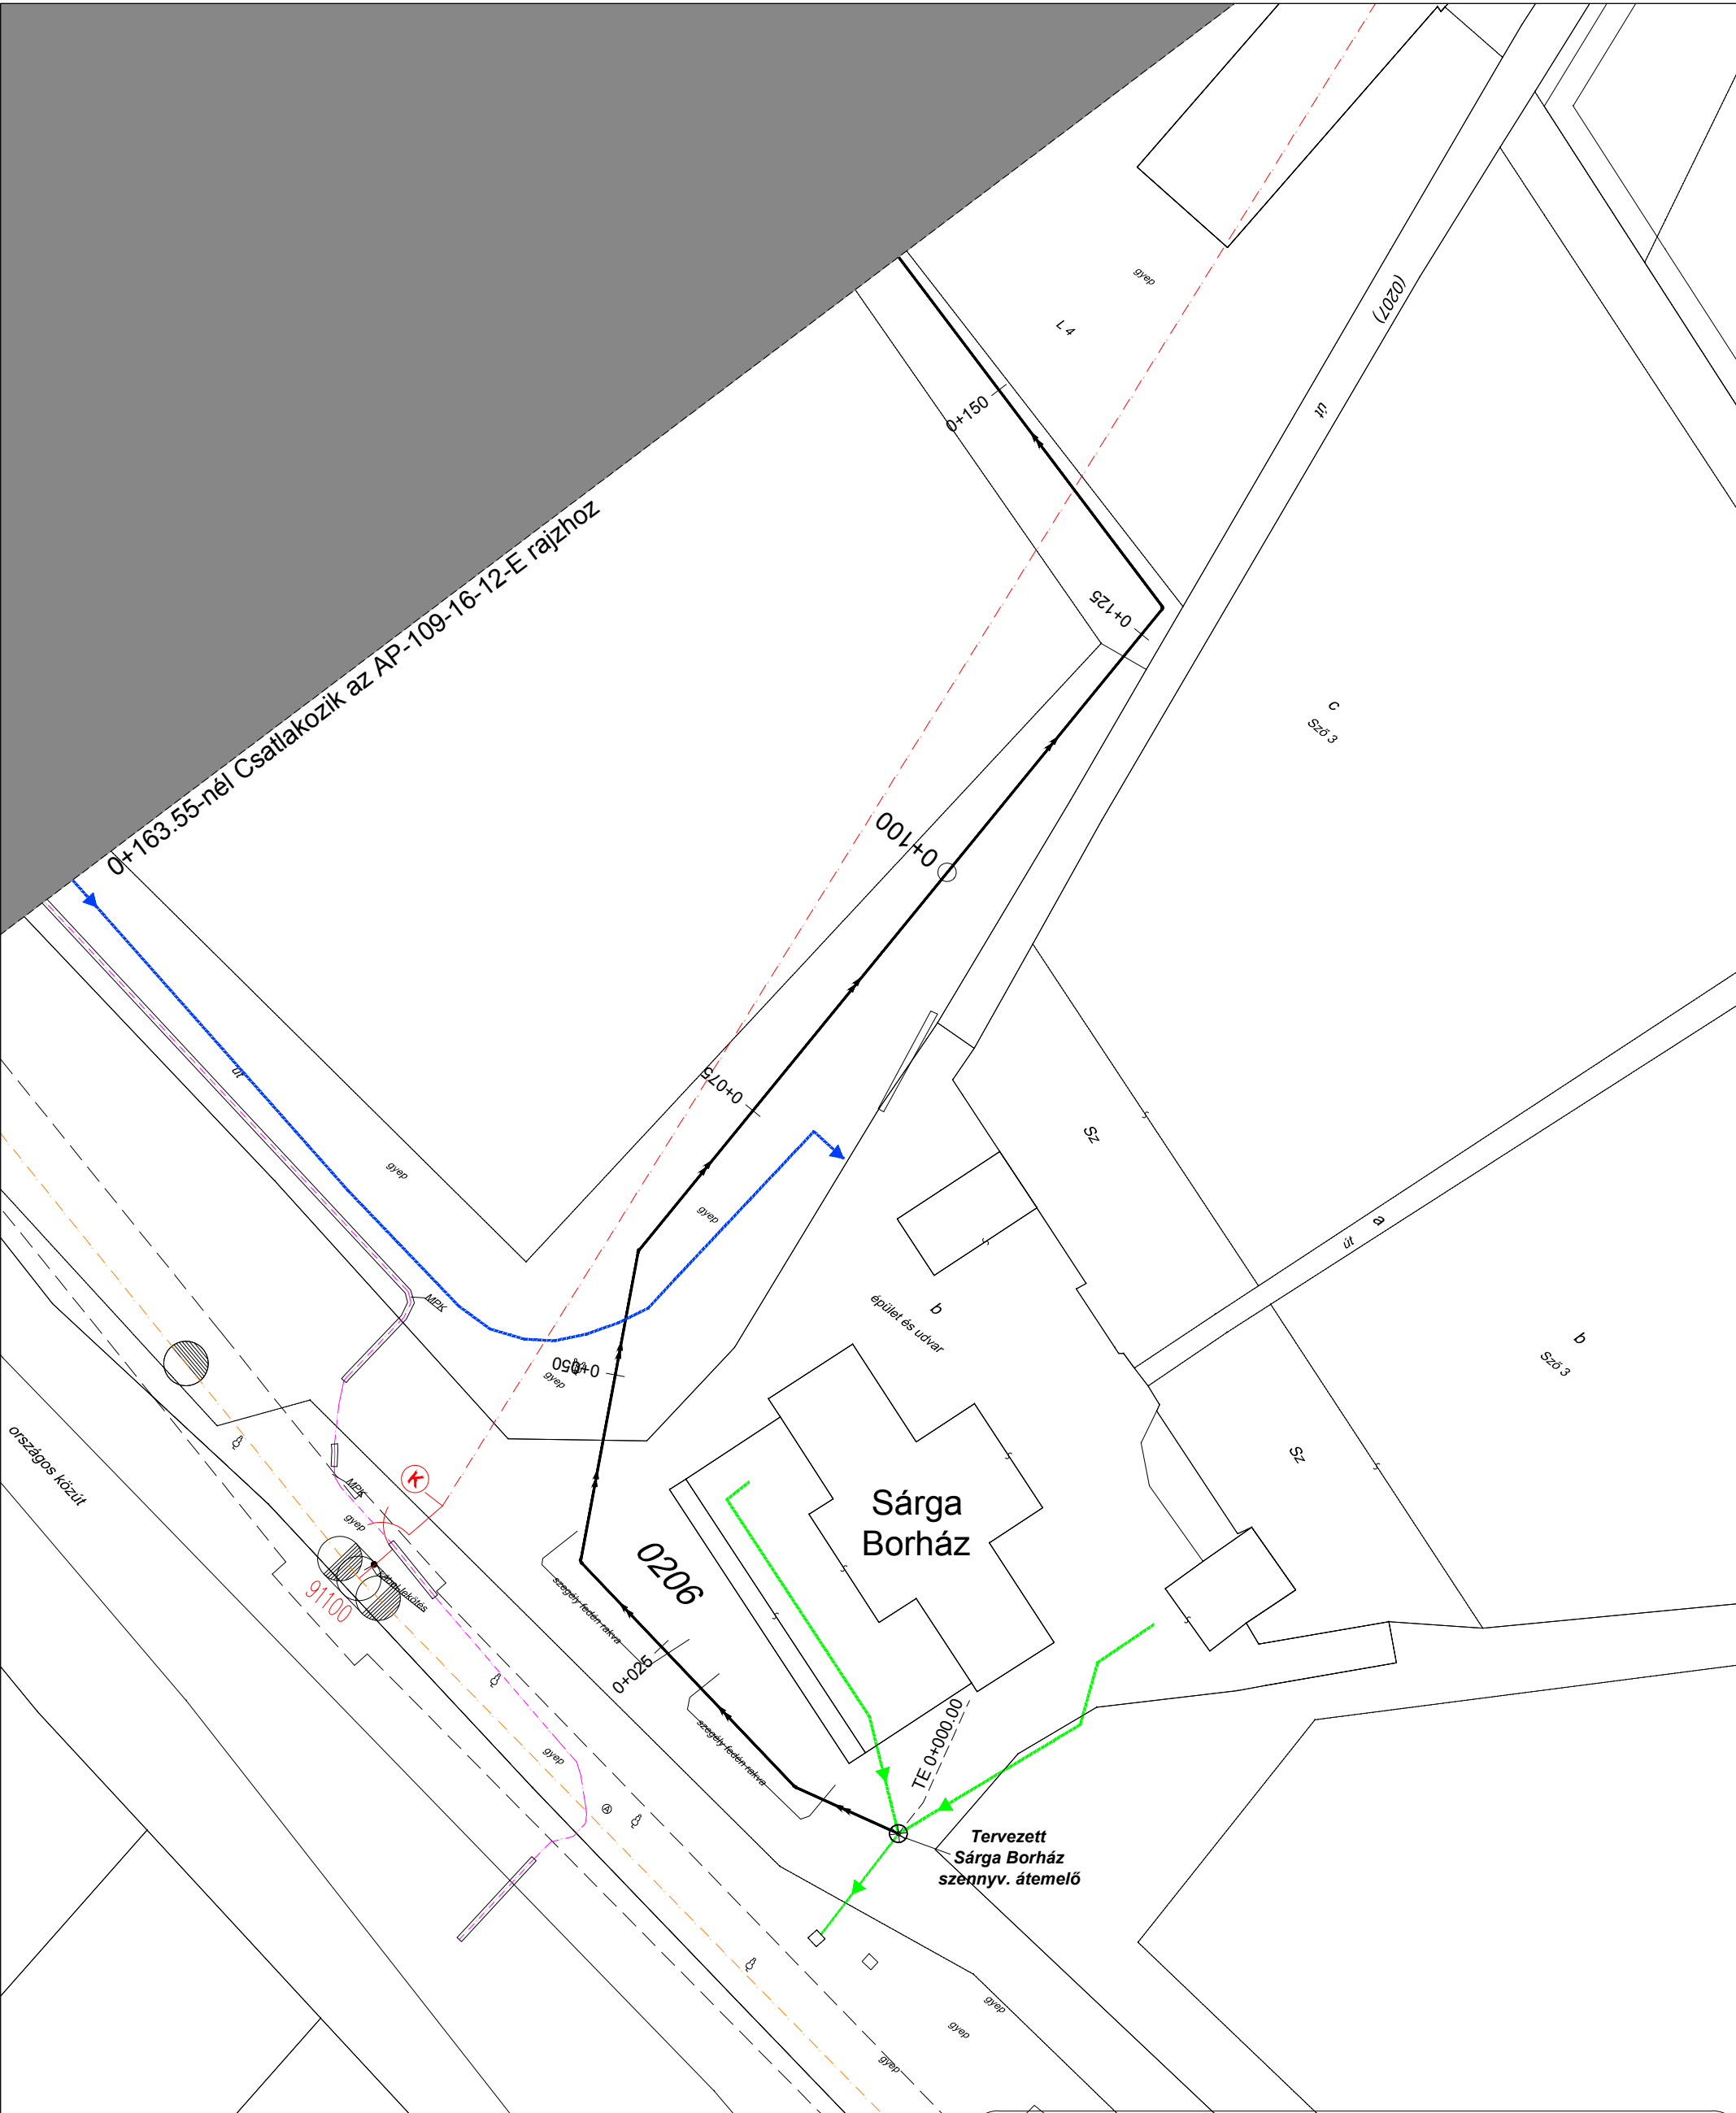 gyep
L 4
(0207)
út
0+150
0+163.55-nél Csatlakozik az AP-109-16-12-E rajzhoz
0+125
c
Sző 3
0+100
út
0+075
Sz
gyep
gyep
a
út
MPK
b
épület és udvar
b
Sző 3
0+050
gyep
országos közút
K
MPK
gyep
Sz
Sárga
Borház
0206
91100
szegély fedén rakva
0+025
szegély fedén rakva
gyep
TE 0+000.00
Tervezett
Sárga Borház
szennyv. átemelő
gyep
gyep
gyep